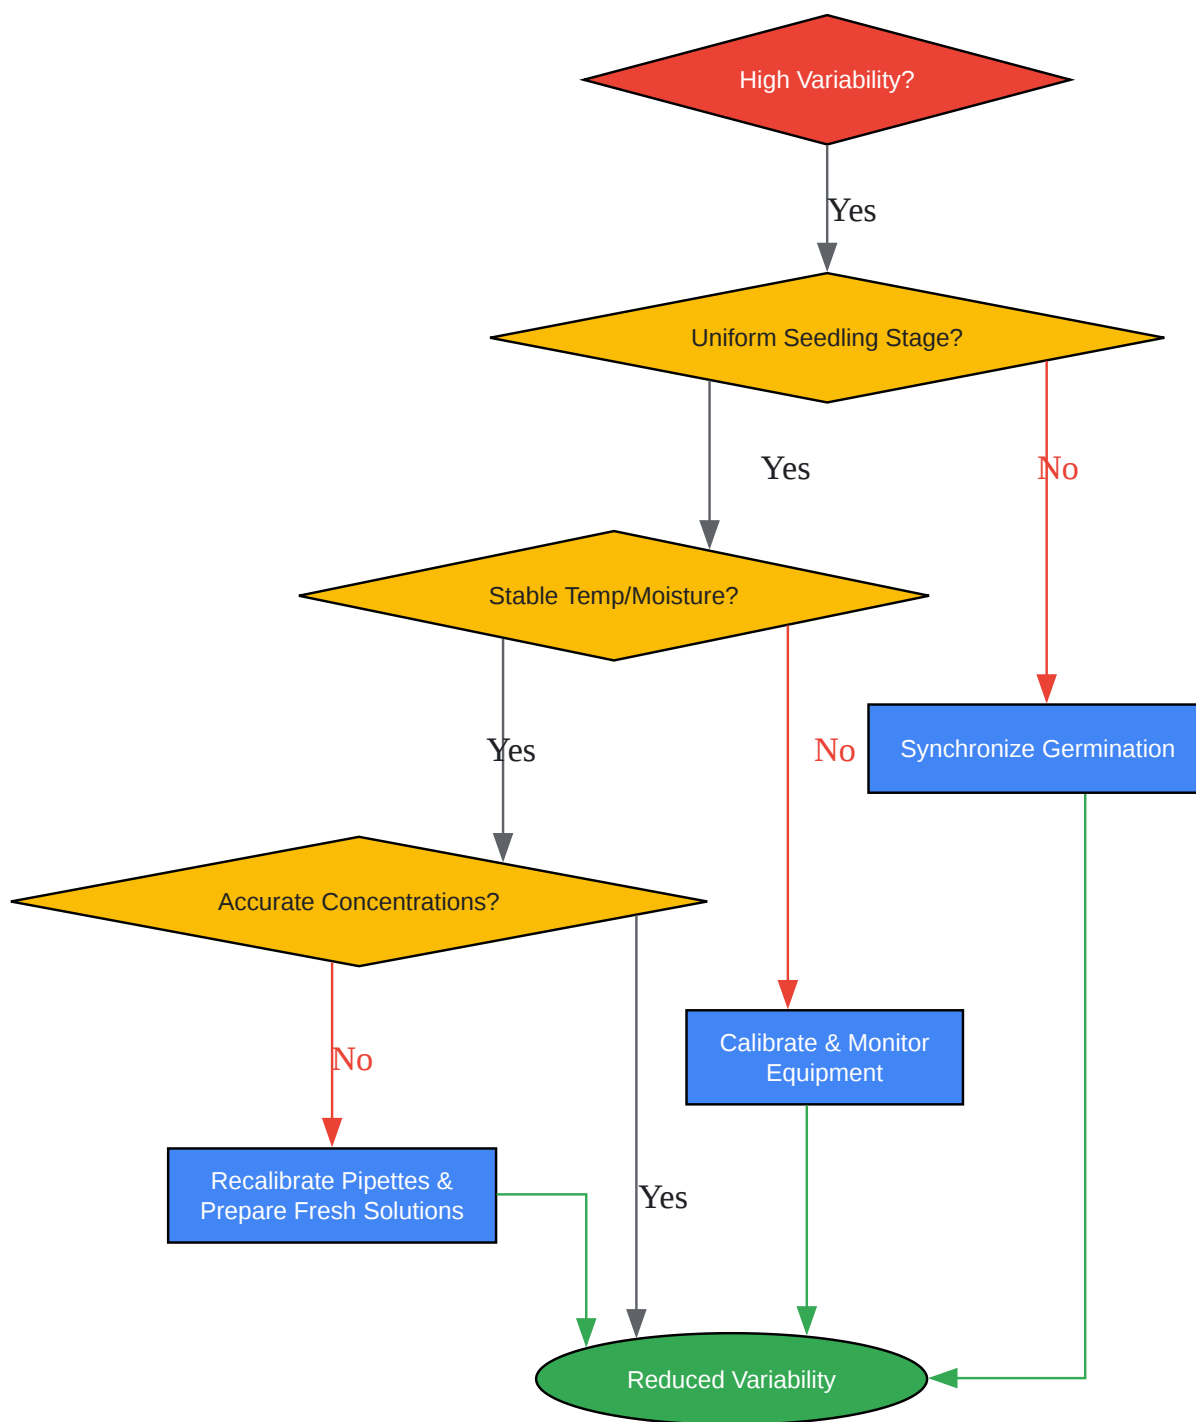 High Variability?
Yes
Uniform Seedling Stage?
Yes
No
Stable Temp/Moisture?
Yes
No
Synchronize Germination
Accurate Concentrations?
No
Calibrate & Monitor
Equipment
Recalibrate Pipettes &
Prepare Fresh Solutions
Yes
Reduced Variability